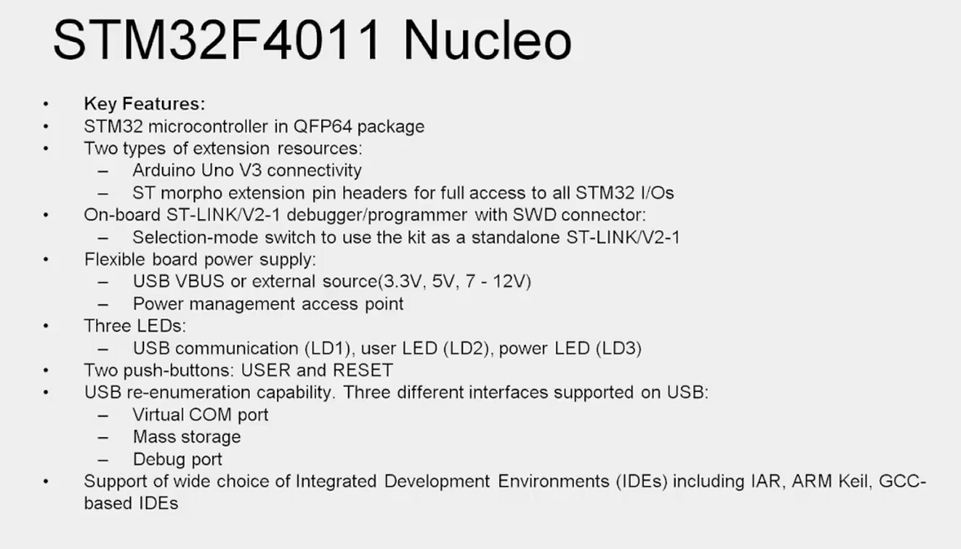 STM32F4011 Nucleo
• Key Features:
• STM32 microcontroller in QFP64 package
• Two types of extension resources:
– Arduino Uno V3 connectivity
– ST morpho extension pin headers for full access to all STM32 I/Os
• On-board ST-LINK/V2-1 debugger/programmer with SWD connector:
– Selection-mode switch to use the kit as a standalone ST-LINK/V2-1
• Flexible board power supply:
– USB VBUS or external source(3.3V, 5V, 7 - 12V)
– Power management access point
• Three LEDs:
– USB communication (LD1), user LED (LD2), power LED (LD3)
• Two push-buttons: USER and RESET
• USB re-enumeration capability. Three different interfaces supported on USB:
– Virtual COM port
– Mass storage
– Debug port
• Support of wide choice of Integrated Development Environments (IDEs) including IAR, ARM Keil, GCC-
based IDEs